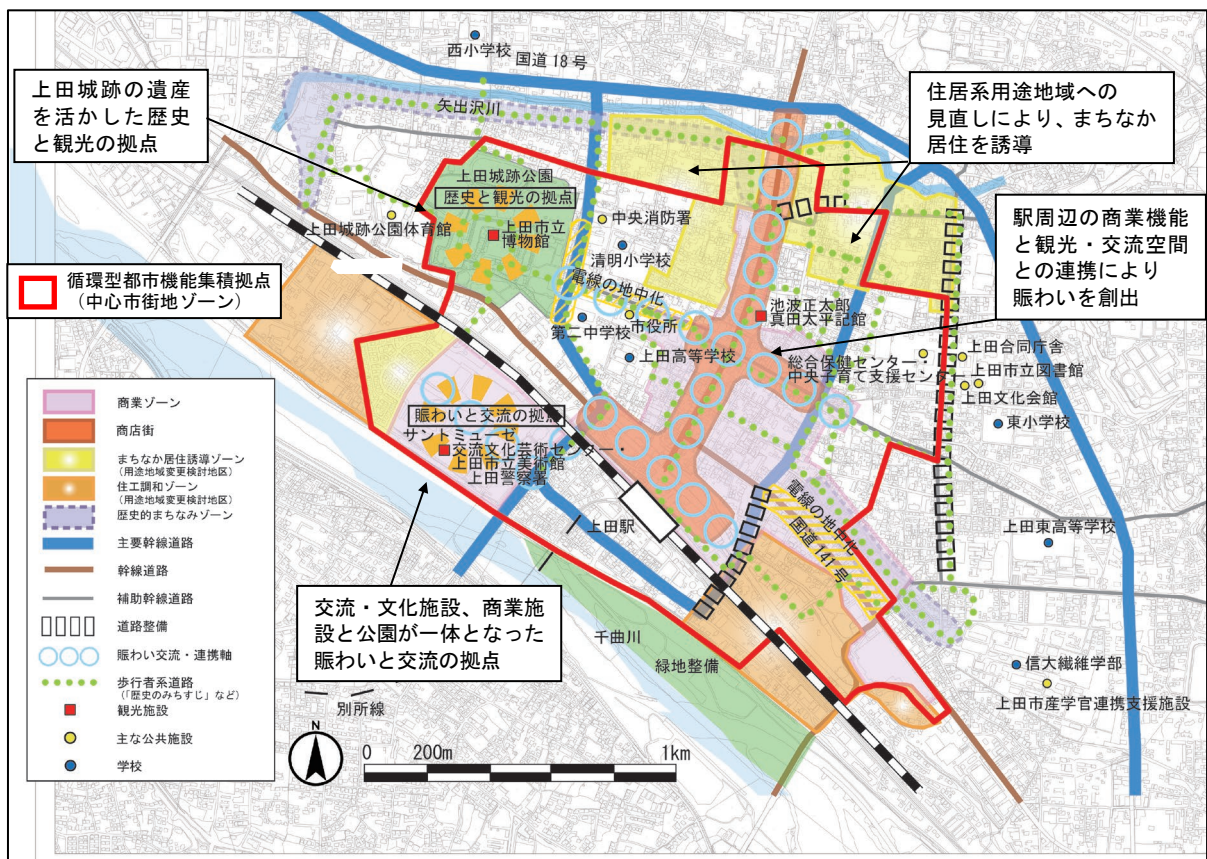 西小学校
国道18号
上田城跡の遺産
を活かした歴史
と観光の拠点
矢出沢川
住居系用途地域への
見直しにより、まちなか
居住を誘導
上田城跡公園
歴史と観光の拠点
上田市立
博物館
上田城跡公園体育館
中央消防署
清明小学校
電線の地中化
駅周辺の商業機能
と観光・交流空間
との連携により
賑わいを創出
循環型都市機能集積拠点
(中心市街地ゾーン)
第二中学校
市役所
池波正太郎
真田太平記館
上田高等学校
総合保健センター・
中央子育て支援センター
上田合同庁舎
上田市立図書館
上田文化会館
東小学校
商業ゾーン
商店街
まちなか居住誘導ゾーン
(用途地域変更検討地区)
住工調和ゾーン
(用途地域変更検討地区)
歴史的まちなみゾーン
主要幹線道路
幹線道路
補助幹線道路
道路整備
賑わい交流・連携軸
歩行者系道路
(「歴史のみちすじ」など)
観光施設
主な公共施設
学校
賑わいと交流の拠点
サントミューゼ
交流文化芸術センター・
上田市立美術館
上田警察署
上田駅
電線の地中化
国道141号
上田東高等学校
交流・文化施設、商業施
設と公園が一体となった
賑わいと交流の拠点
千曲川
緑地整備
信大繊維学部
上田市産学官連携支援施設
別所線
N
0 200m 1km